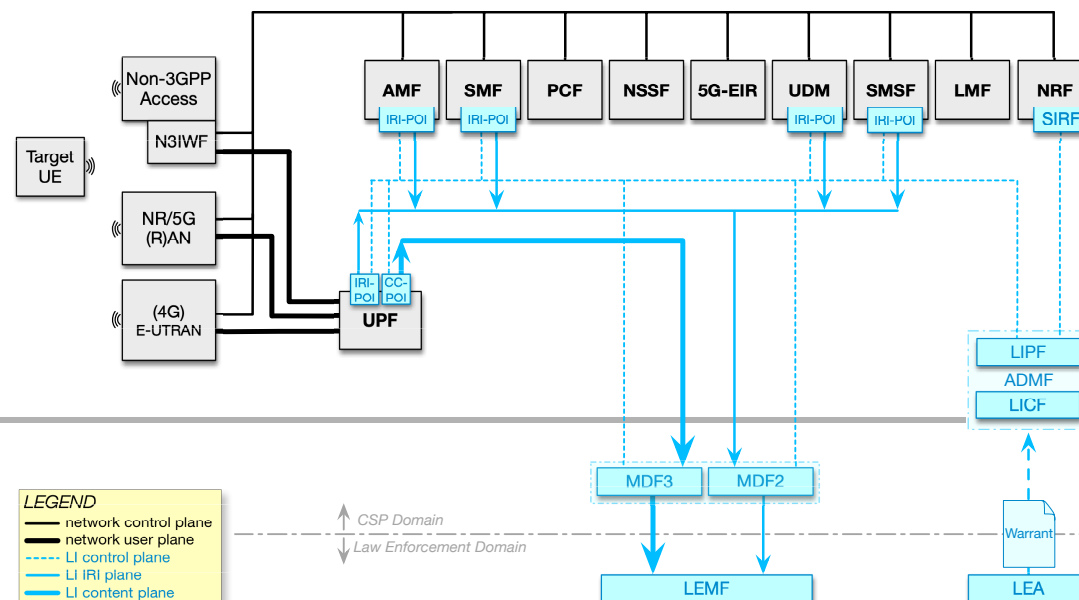 Non-3GPP
Access
N3IWF
Target
UE
NR/5G
(R)AN
(4G)
E-UTRAN
AMF
SMF
PCF
NSSF
5G-EIR
UDM
SMSF
LMF
NRF
IRI-POI
IRI-POI
IRI-POI
IRI-POI
SIRF
IRI-
POI
CC-
POI
UPF
LIPF
ADMF
LICF
MDF3
MDF2
CSP Domain
Law Enforcement Domain
Warrant
LEMF
LEA
LEGEND
network control plane
network user plane
LI control plane
LI IRI plane
LI content plane